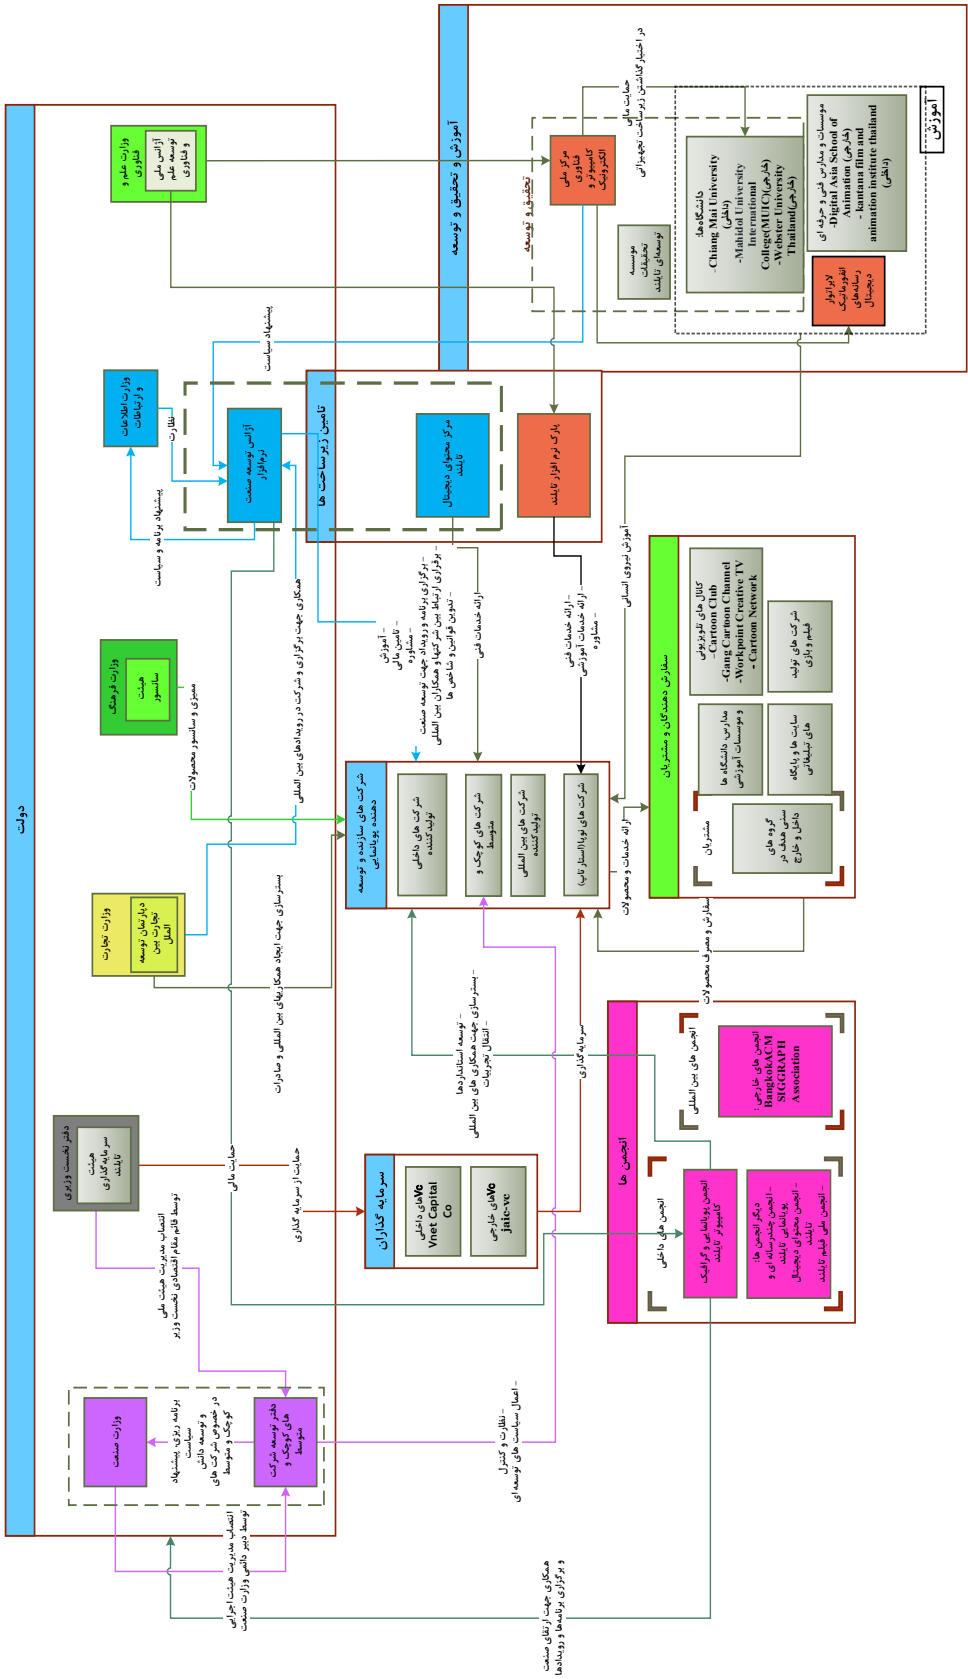 دولت
وزارت علم و
فناوری
آژانس ملی
توسعه علم
و فناوری
وزارت اطلاعات
و ارتباطات
نظارت
پیشنهاد برنامه و سیاست
پیشنهاد سیاست
وزارت فرهنگ
هیئت
سانسور
ممیزی و سانسور محصولات
همکاری جهت برگزاری و شرکت در رویدادهای بین المللی
وزارت تجارت
دپارتمان توسعه
تجارت بین
الملل
بسترسازی جهت ایجاد همکاریهای بین المللی و صادرات
دفتر نخست وزیری
هیئت
سرمایه گذاری
تایلند
حمایت مالی
حمایت از سرمایه گذاری
انتصاب مدیریت هیئت ملی
توسط قائم مقام اقتصادی نخست وزیر
وزارت صنعت
برنامه ریزی، پیشنهاد
سیاست
و توسعه دانش
در خصوص شرکت های
کوچک و متوسط
دفتر توسعه شرکت
های کوچک و
متوسط
انتصاب مدیریت هیئت اجرایی
توسط دبیر دائمی وزارت صنعت
تامین زیرساخت ها
آژانس توسعه صنعت
نرم‌افزار
مرکز محتوای دیجیتال
تایلند
پارک نرم افزار تایلند
آموزش و تحقیق و توسعه
تحقیق و توسعه
مرکز ملی
فناوری
کامپیوتر و
الکترونیک
حمایت مالی
در اختیار گذاشتن زیرساخت تجهیزاتی
موسسه
تحقیقات
توسعه‌ای تایلند
دانشگاه‌ها:
-Chiang Mai University
(داخلی)
-Mahidol University
International
College(MUIC)(خارجی)
-Webster University
Thailand(خارجی)
آموزش
موسسات و مدارس فنی و حرفه ای
-Digital Asia School of
Animation (خارجی)
- kantana film and
animation institute thailand
(داخلی)
لابراتوار
انفورماتیک
رسانه‌های
دیجیتال
آموزش نیروی انسانی
- آموزش
- تامین مالی
- مشاوره
- برگزاری برنامه و رویداد جهت توسعه صنعت
- برقراری ارتباط بین شرکتها و همکاران بین المللی
- تدوین قوانین و شاخص ها
ارائه خدمات فنی
- ارائه خدمات فنی
- ارائه خدمات آموزشی
- مشاوره
شرکت های سازنده و توسعه
دهنده پویانمایی
شرکت های داخلی
تولیدکننده
شرکت های کوچک و
متوسط
شرکت های بین المللی
تولیدکننده
شرکت های نوپا(استارتاپ)
سفارش دهندگان و مشتریان
کانال های تلویزیونی
- Cartoon Club
-Gang Cartoon Channel
-Workpoint Creative TV
- Cartoon Network
شرکت های تولید
فیلم و بازی
مدارس، دانشگاه ها
و موسسات آموزشی
سایت ها و پایگاه
های تبلیغاتی
مشتریان
گروه های
سنی هدف در
داخل و خارج
ارائه خدمات و محصولات
سفارش و مصرف محصولات
- توسعه استانداردها
- بسترسازی جهت همکاری های بین المللی
- انتقال تجربیات
سرمایه‌گذاری
سرمایه گذاران
Vcهای داخلی
Vnet Capital
Co
Vcهای خارجی
jaic-vc
انجمن ها
انجمن های بین المللی
انجمن های خارجی:
BangkokACM
SIGGRAPH
Association
انجمن های داخلی
انجمن پویانمایی و گرافیک
کامپیوتر تایلند
دیگر انجمن ها:
- انجمن چندرسانه ای و
پویانمایی تایلند
- انجمن محتوای دیجیتال
تایلند
- انجمن ملی فیلم تایلند
- اعمال سیاست های توسعه ای
- نظارت و کنترل
همکاری جهت ارتقای صنعت
و برگزاری برنامه‌ها و رویدادها